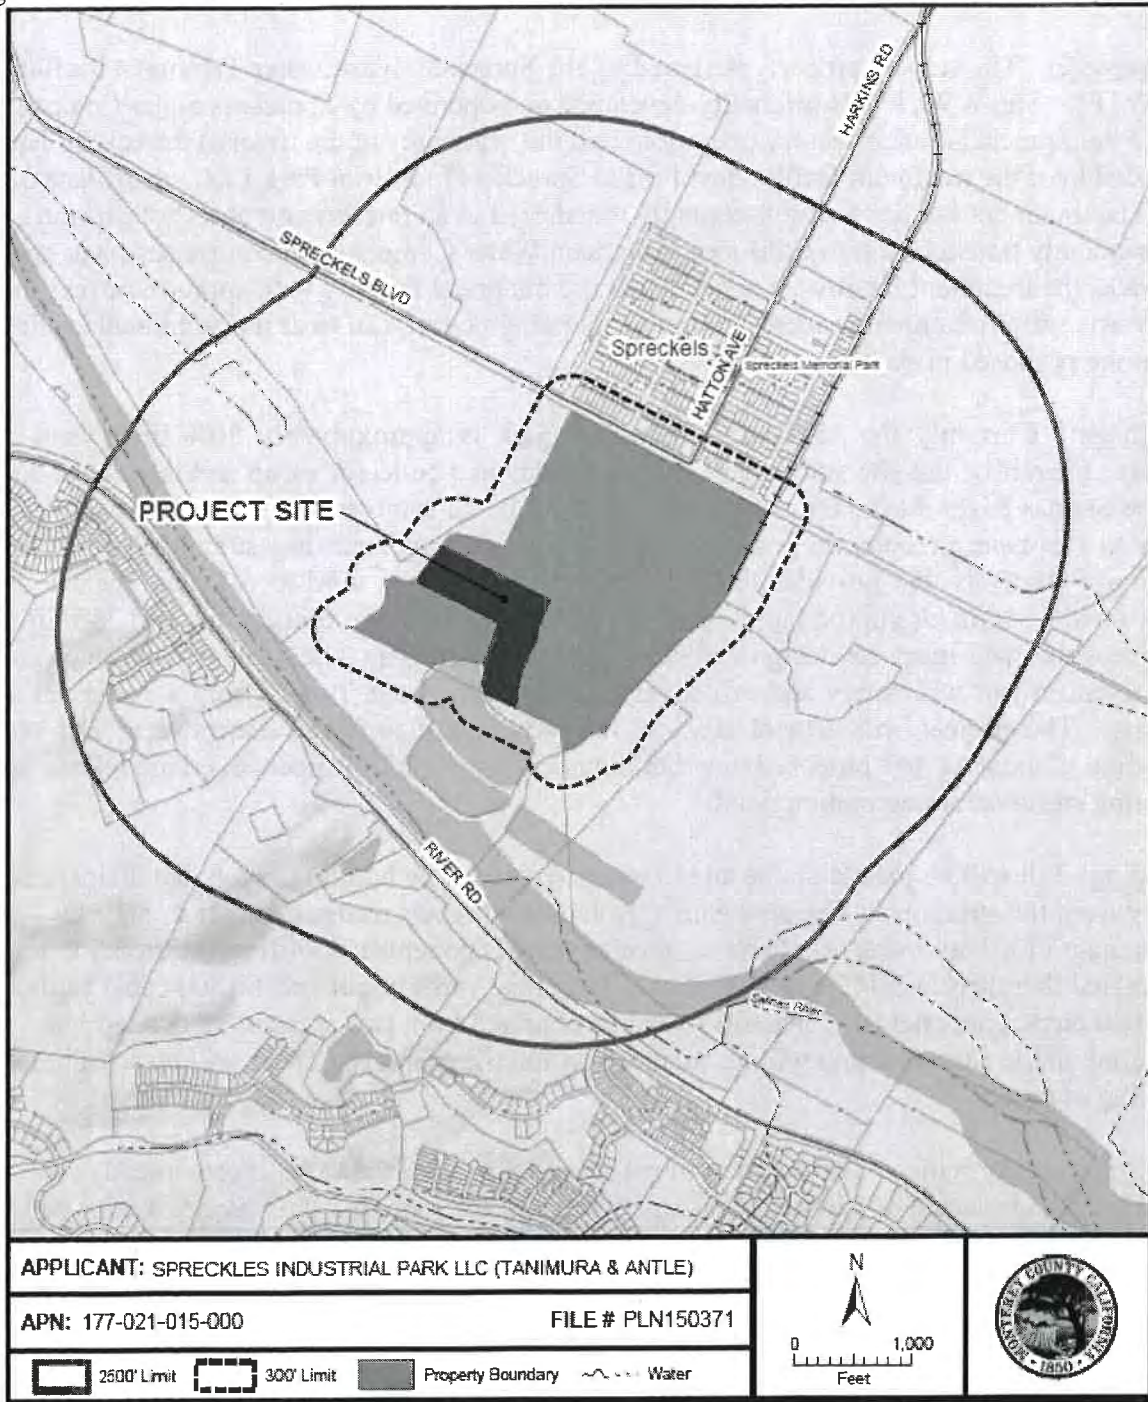 HARKINS RD
SPRECKELS BLVD
Spreckels
HATTON AVE
Spreckels Memorial Park
PROJECT SITE
RIVER RD
Salinas River
APPLICANT: SPRECKLES INDUSTRIAL PARK LLC (TANIMURA & ANTLE)
APN: 177-021-015-000
FILE # PLN150371
2500' Limit
300' Limit
Property Boundary
Water
N
0
1,000
Feet
MONTEREY COUNTY CALIFORNIA
1850